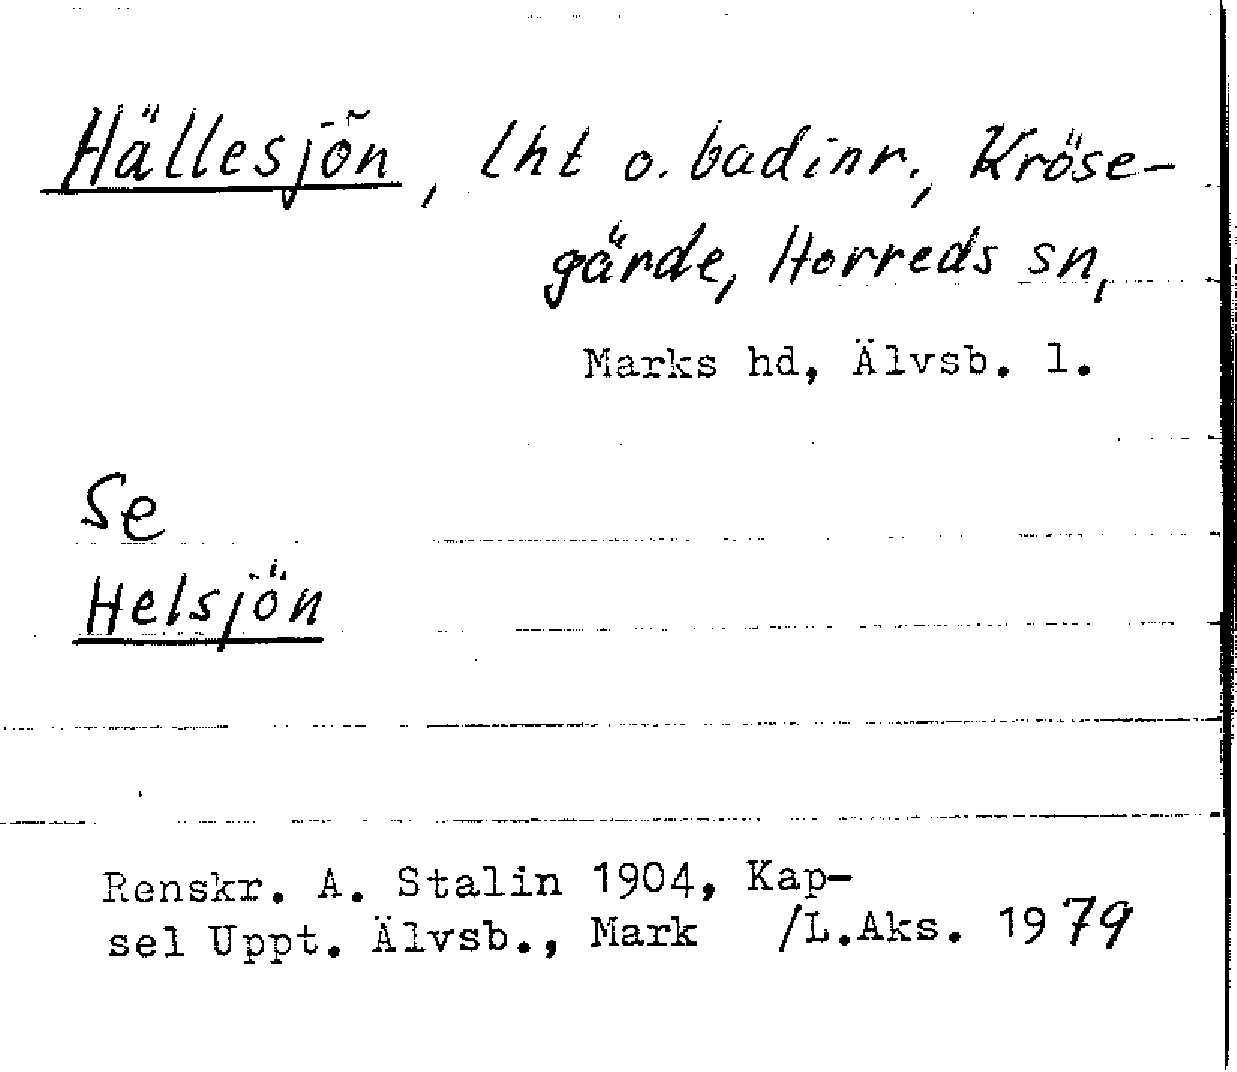 Hällesjön, lht o. badinr., Kröse-
gärde, Horreds sn,
Marks hd, Älvsb. l.
Se
Helsjön
Renskr. A. Stalin 1904, Kap-
sel Uppt. Älvsb., Mark /L.Aks. 1979